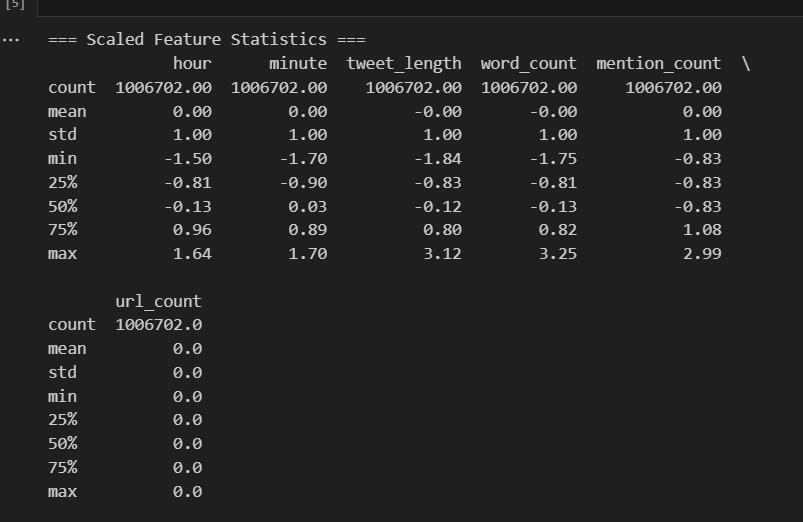 [5]
...
=== Scaled Feature Statistics ===
hour minute tweet_length word_count mention_count \
count 1006702.00 1006702.00 1006702.00 1006702.00 1006702.00
mean 0.00 0.00 -0.00 -0.00 0.00
std 1.00 1.00 1.00 1.00 1.00
min -1.50 -1.70 -1.84 -1.75 -0.83
25% -0.81 -0.90 -0.83 -0.81 -0.83
50% -0.13 0.03 -0.12 -0.13 -0.83
75% 0.96 0.89 0.80 0.82 1.08
max 1.64 1.70 3.12 3.25 2.99
url_count
count 1006702.0
mean 0.0
std 0.0
min 0.0
25% 0.0
50% 0.0
75% 0.0
max 0.0